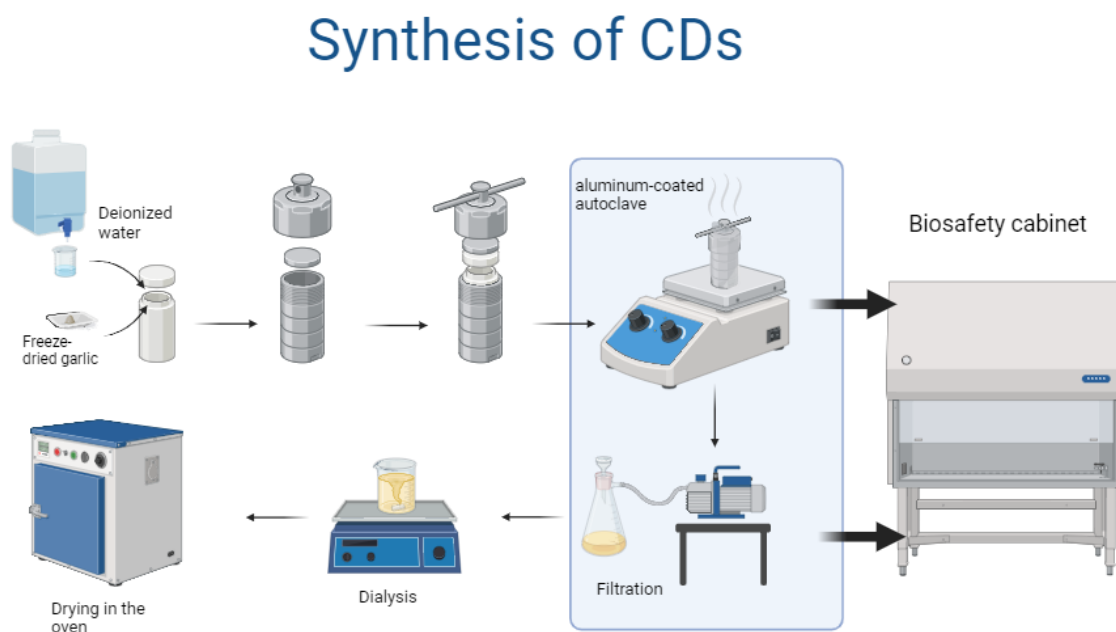 Synthesis of CDs
Deionized
water
Freeze-
dried garlic
aluminum-coated
autoclave
Biosafety cabinet
Filtration
Dialysis
Drying in the
oven